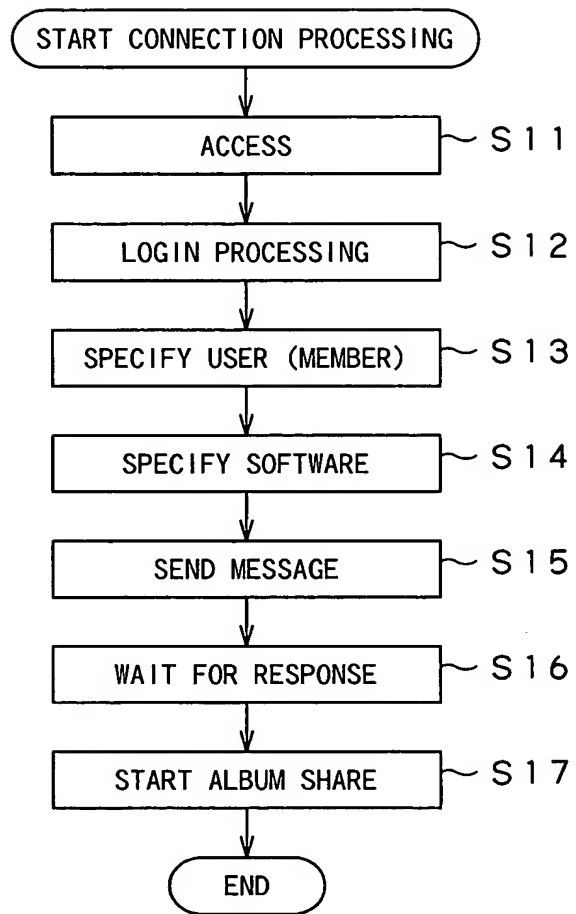 START CONNECTION PROCESSING
ACCESS S11
LOGIN PROCESSING S12
SPECIFY USER (MEMBER) S13
SPECIFY SOFTWARE S14
SEND MESSAGE S15
WAIT FOR RESPONSE S16
START ALBUM SHARE S17
END